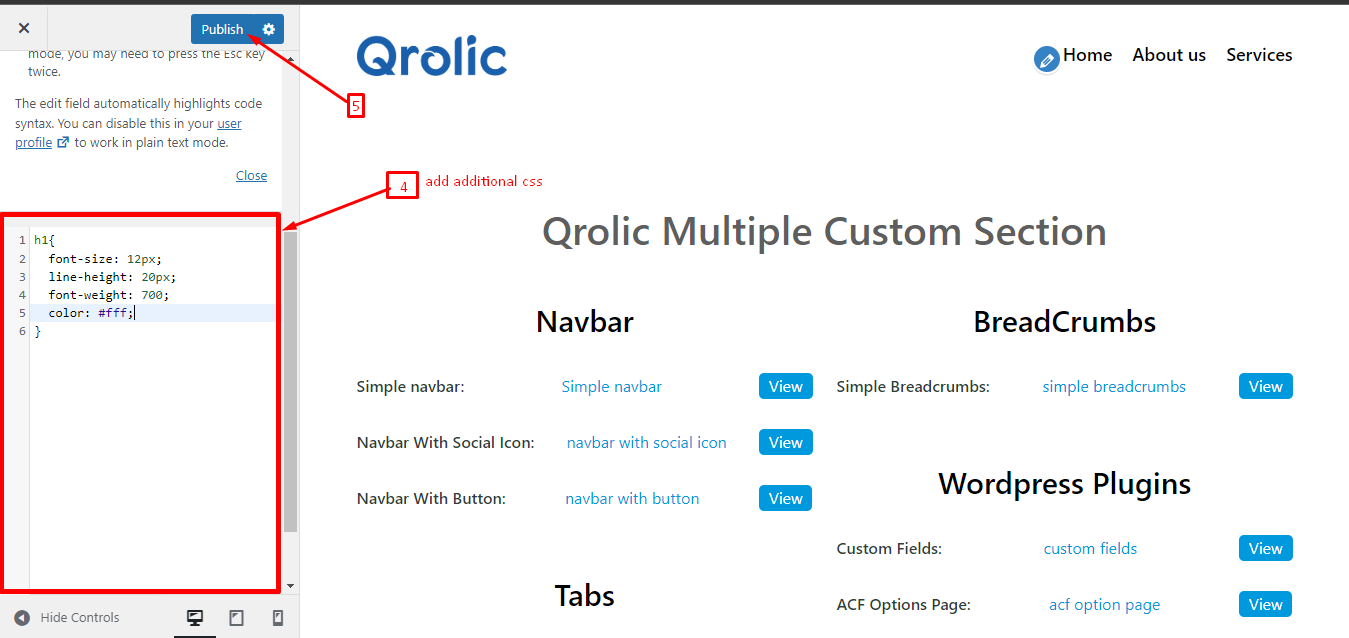 Publish
mode, you may need to press the Esc key
twice.
The edit field automatically highlights code
syntax. You can disable this in your user
profile to work in plain text mode.
Close
1 h1{
2 font-size: 12px;
3 line-height: 20px;
4 font-weight: 700;
5 color: #fff;
6 }
Hide Controls
5
4 add additional css
Qrolic
Home About us Services
Qrolic Multiple Custom Section
Navbar
Simple navbar: Simple navbar View
Navbar With Social Icon: navbar with social icon View
Navbar With Button: navbar with button View
Tabs
BreadCrumbs
Simple Breadcrumbs: simple breadcrumbs View
Wordpress Plugins
Custom Fields: custom fields View
ACF Options Page: acf option page View